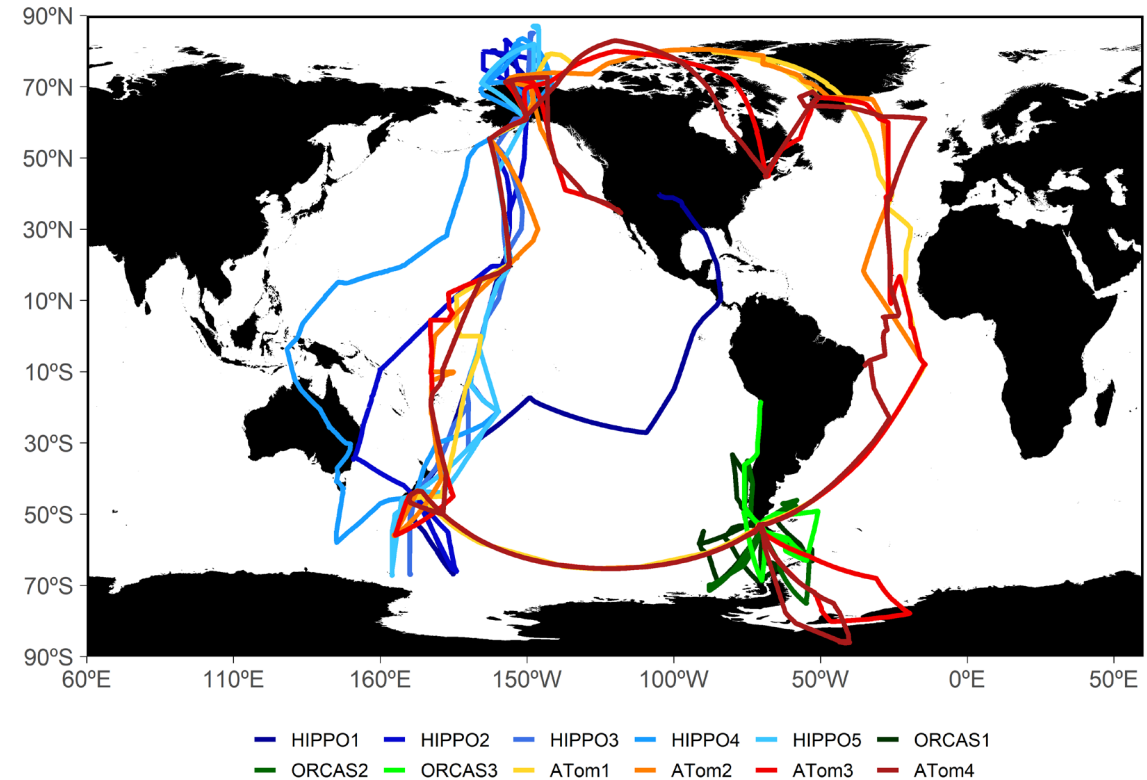 90ºN
70ºN
50ºN
30ºN
10ºN
10ºS
30ºS
50ºS
70ºS
90ºS
60ºE 110ºE 160ºE 150ºW 100ºW 50ºW 0ºE 50ºE
HIPPO1 HIPPO2 HIPPO3 HIPPO4 HIPPO5 ORCAS1
ORCAS2 ORCAS3 ATom1 ATom2 ATom3 ATom4